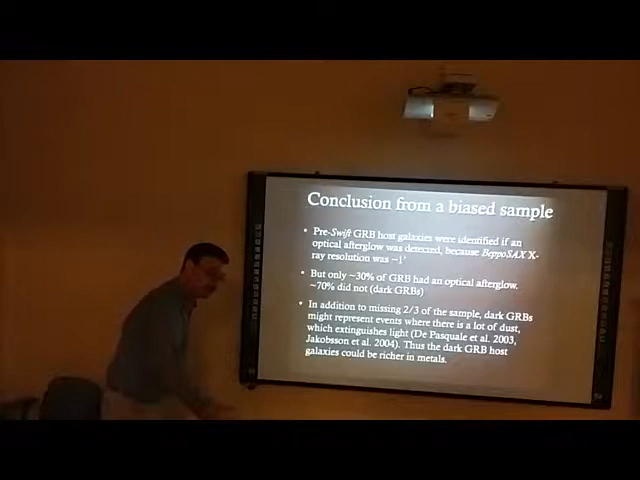 Conclusion from a biased sample
• Pre-Swift GRB host galaxies were identified if an
optical afterglow was detected, because BeppoSAX X-
ray resolution was ~1'
• But only ~30% of GRB had an optical afterglow.
~70% did not (dark GRBs)
• In addition to missing 2/3 of the sample, dark GRBs
might represent events where there is a lot of dust,
which extinguishes light (De Pasquale et al. 2003,
Jakobsson et al. 2004). Thus the dark GRB host
galaxies could be richer in metals.